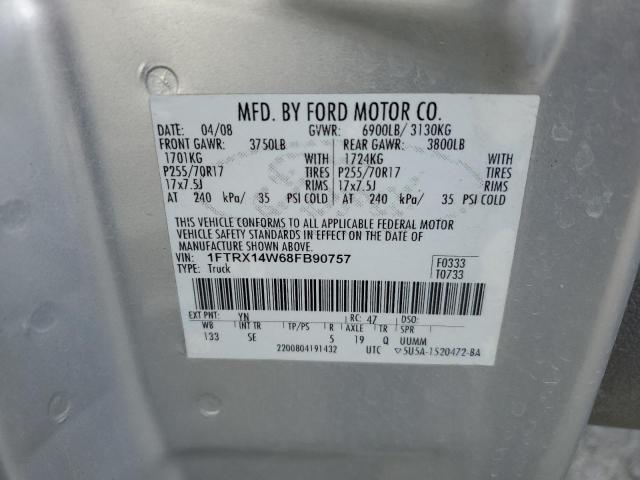 MFD. BY FORD MOTOR CO.
DATE: 04/08 GVWR: 6900LB/ 3130KG
FRONT GAWR: 3750LB REAR GAWR: 3800LB
1701KG WITH 1724KG WITH
P255/70R17 TIRES P255/70R17 TIRES
17x7.5J RIMS 17x7.5J RIMS
AT 240 kPa/ 35 PSI COLD AT 240 kPa/ 35 PSI COLD
THIS VEHICLE CONFORMS TO ALL APPLICABLE FEDERAL MOTOR
VEHICLE SAFETY STANDARDS IN EFFECT ON THE DATE OF
MANUFACTURE SHOWN ABOVE.
VIN: 1FTRX14W68FB90757 F0333
TYPE: Truck T0733
EXT PNT: YN RC: 47 DSO:
WB INT TR TP/PS R AXLE TR SPR
133 SE 5 19 Q UUMM
2200804191432 UTC ▽5U5A-1520472-BA